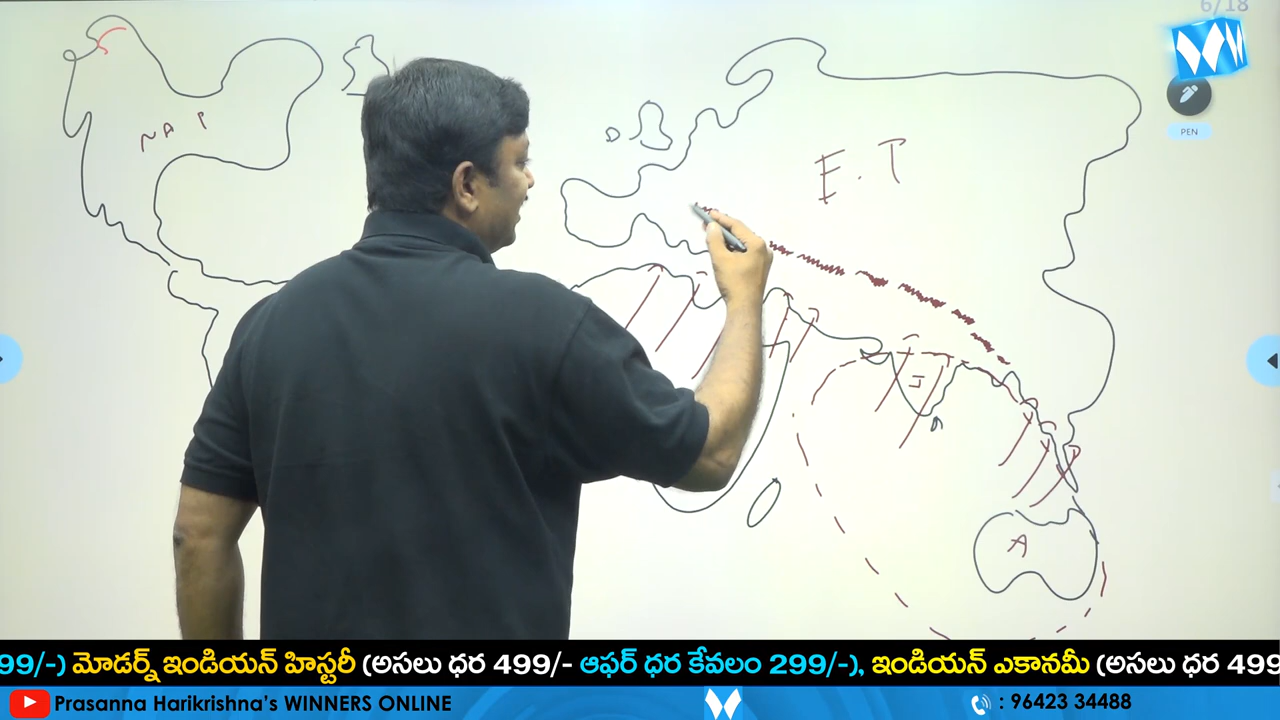 6/18
PEN
N A P
E. P
I
A
99/-) మోడర్న్ ఇండియన్ హిస్టరీ (అసలు ధర 499/- ఆఫర్ ధర కేవలం 299/-), ఇండియన్ ఎకానమీ (అసలు ధర 499
Prasanna Harikrishna's WINNERS ONLINE
: 96423 34488